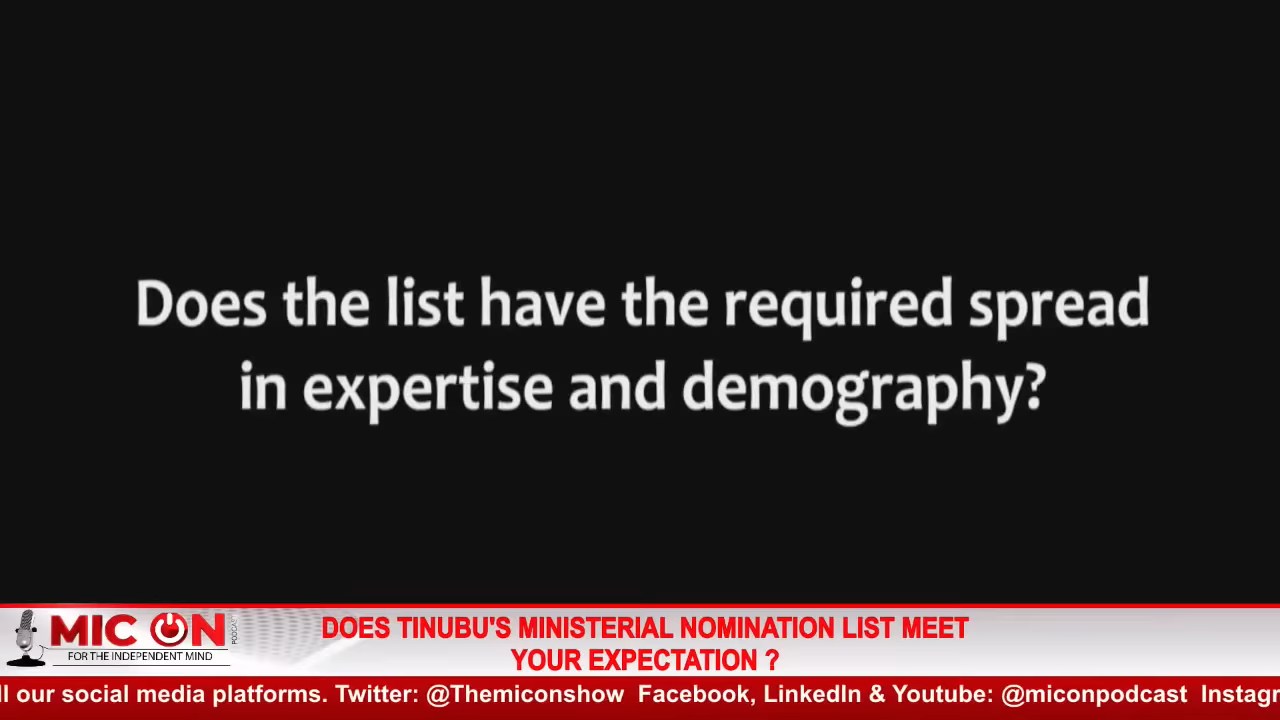 Does the list have the required spread
in expertise and demography?
MIC ON
PODCAST
FOR THE INDEPENDENT MIND
DOES TINUBU'S MINISTERIAL NOMINATION LIST MEET
YOUR EXPECTATION ?
our social media platforms. Twitter: @Themiconshow Facebook, LinkedIn & Youtube: @miconpodcast